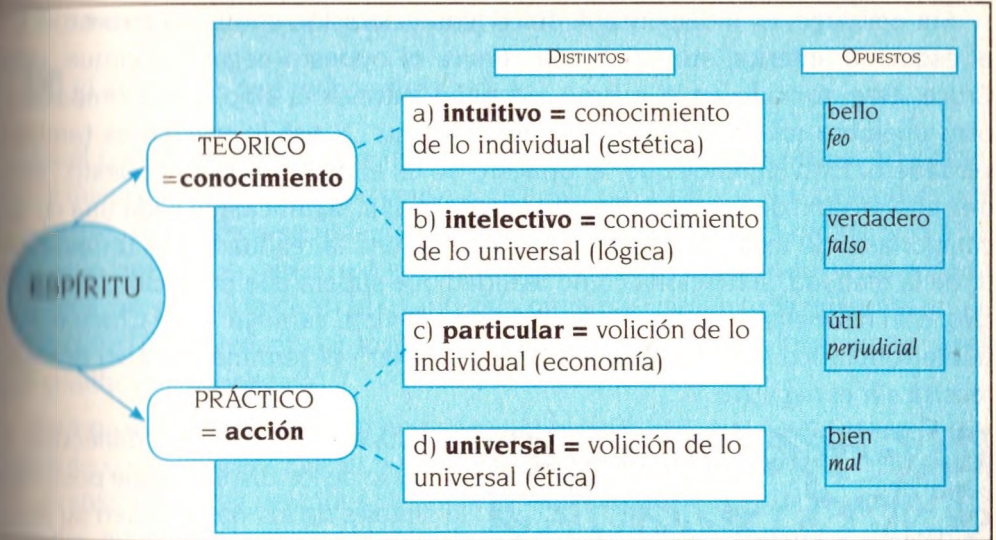 DISTINTOS
OPUESTOS
a) intuitivo = conocimiento
de lo individual (estética)
bello
feo
TEÓRICO
=conocimiento
b) intelectivo = conocimiento
de lo universal (lógica)
verdadero
falso
ESPÍRITU
c) particular = volición de lo
individual (economía)
útil
perjudicial
PRÁCTICO
= acción
d) universal = volición de lo
universal (ética)
bien
mal